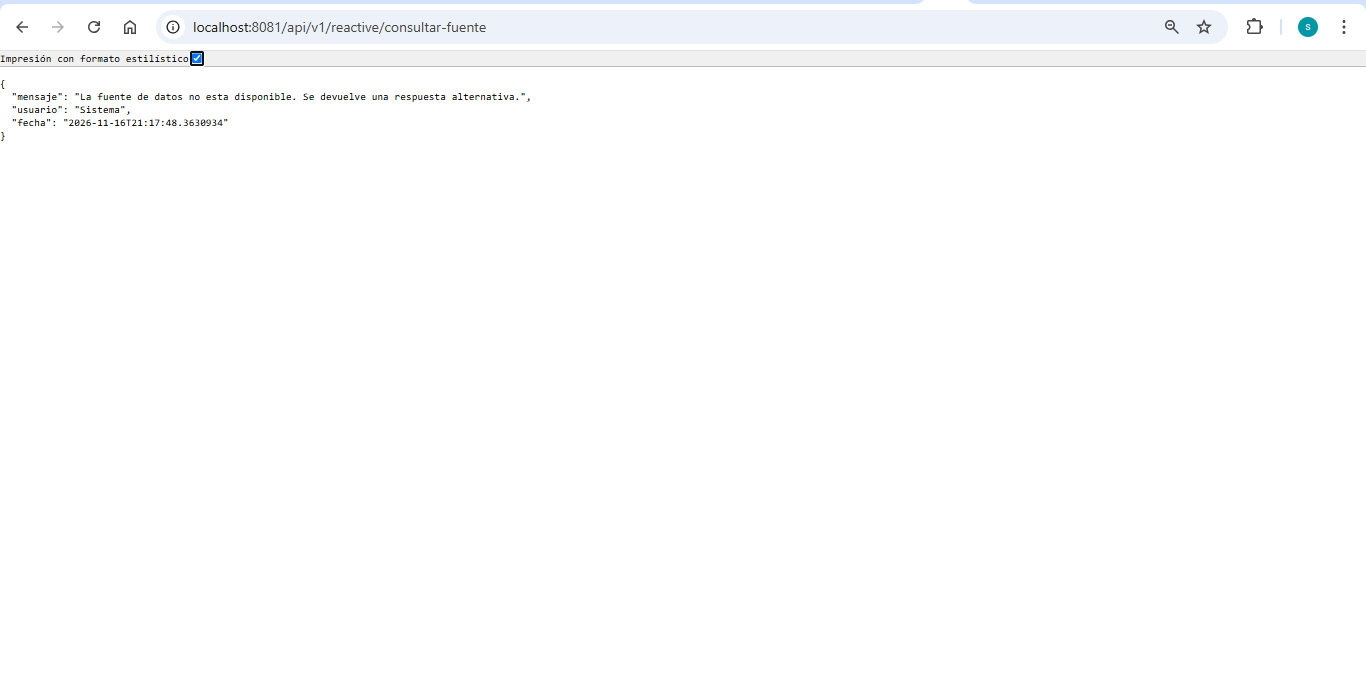 localhost:8081/api/v1/reactive/consultar-fuente
s
Impresión con formato estilístico
{
  "mensaje": "La fuente de datos no esta disponible. Se devuelve una respuesta alternativa.",
  "usuario": "Sistema",
  "fecha": "2026-11-16T21:17:48.3630934"
}